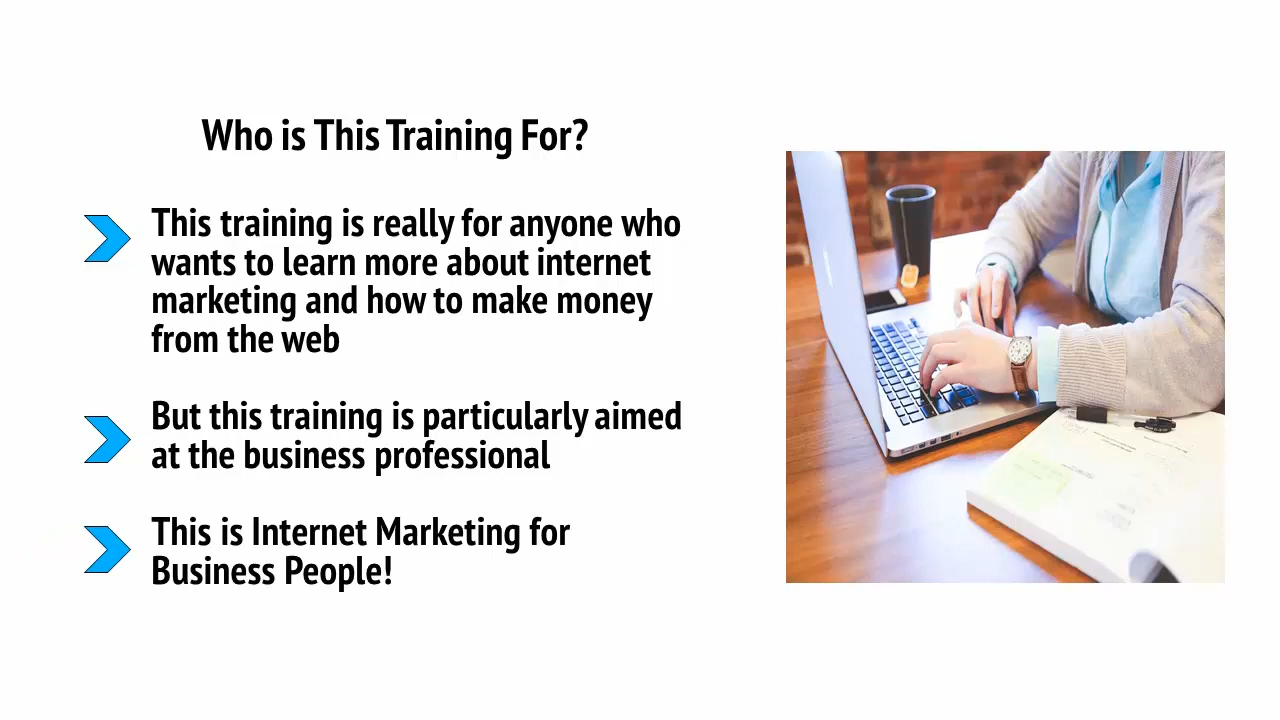 Who is This Training For?
This training is really for anyone who
wants to learn more about internet
marketing and how to make money
from the web
But this training is particularly aimed
at the business professional
This is Internet Marketing for
Business People!